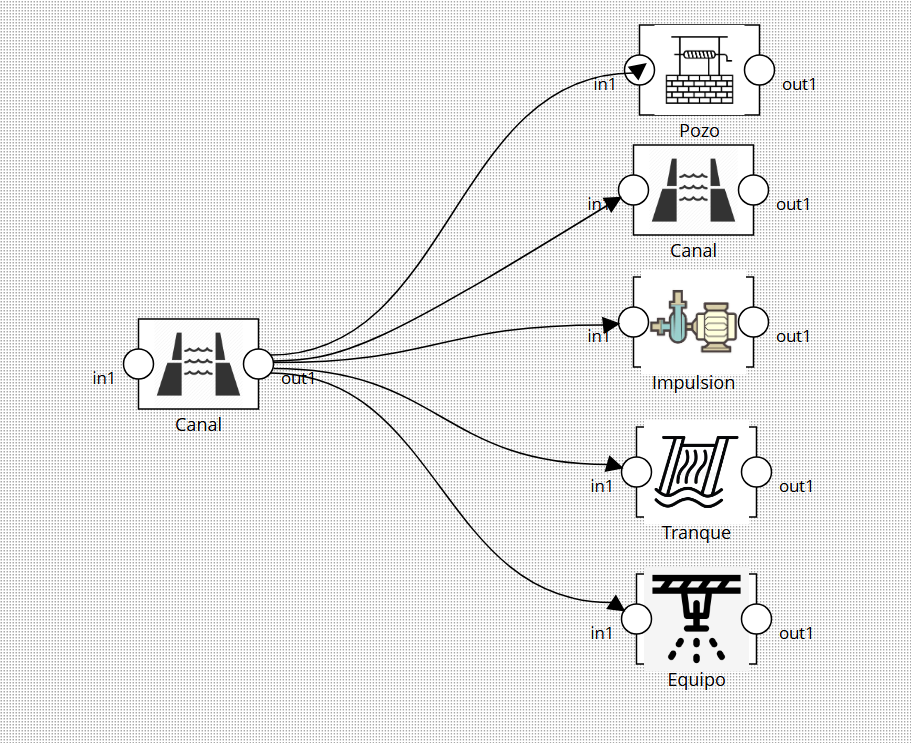 in1
out1
Pozo
in1
out1
Canal
in1
out1
Impulsion
in1
out1
Canal
in1
out1
Tranque
in1
out1
Equipo